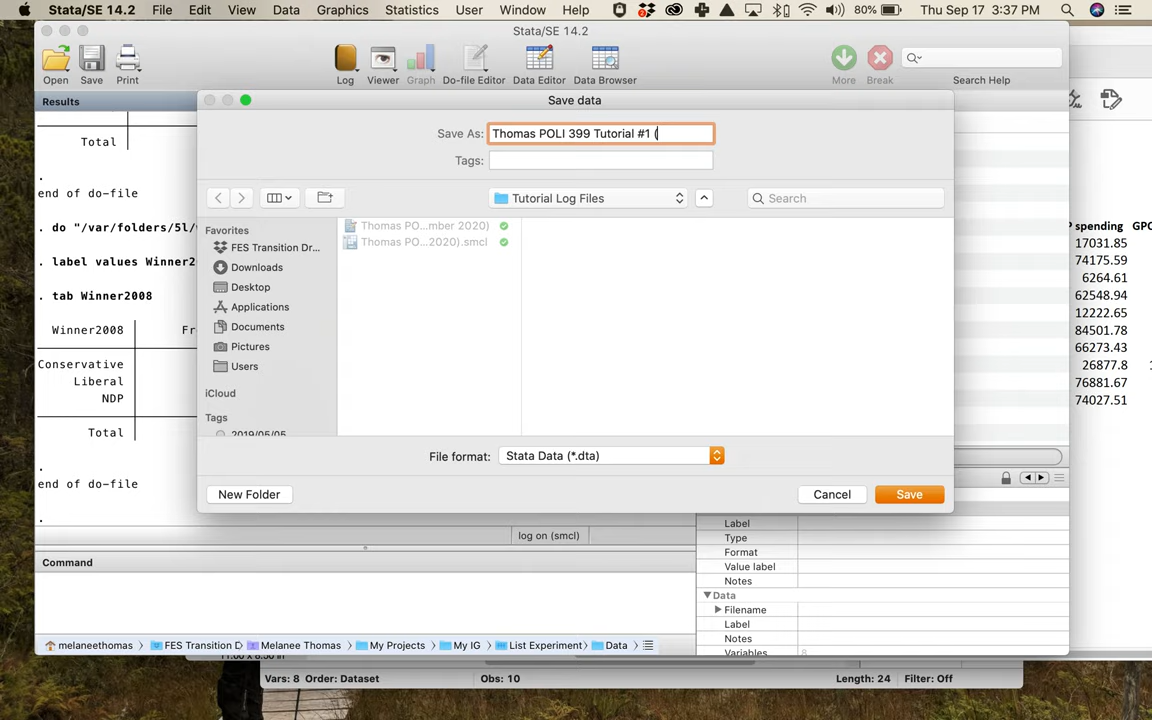 Stata/SE 14.2 File Edit View Data Graphics Statistics User Window Help 2 80% Thu Sep 17 3:37 PM
Stata/SE 14.2
Open Save Print Log Viewer Graph Do-file Editor Data Editor Data Browser More Break Search Help
Results
Save data
Save As: Thomas POLI 399 Tutorial #1 (
Tags:
Tutorial Log Files
Search
Total
.
end of do-file
. do "/var/folders/5l/
. label values Winner2
. tab Winner2008
Winner2008 Fr
Conservative
Liberal
NDP
Total
.
end of do-file
.
Favorites
FES Transition Dr...
Downloads
Desktop
Applications
Documents
Pictures
Users
iCloud
Tags
2019/05/05
Thomas PO...mber 2020)
Thomas PO...2020).smcl
File format: Stata Data (*.dta)
New Folder Cancel Save
spending GPC
17031.85
74175.59
6264.61
62548.94
12222.65
84501.78
66273.43
26877.8
76881.67
74027.51
log on (smcl)
Command
Label
Type
Format
Value label
Notes
Data
Filename
Label
Notes
Variables 8
melaneethomas FES Transition D Melanee Thomas My Projects My IG List Experiment Data
Vars: 8 Order: Dataset Obs: 10 Length: 24 Filter: Off